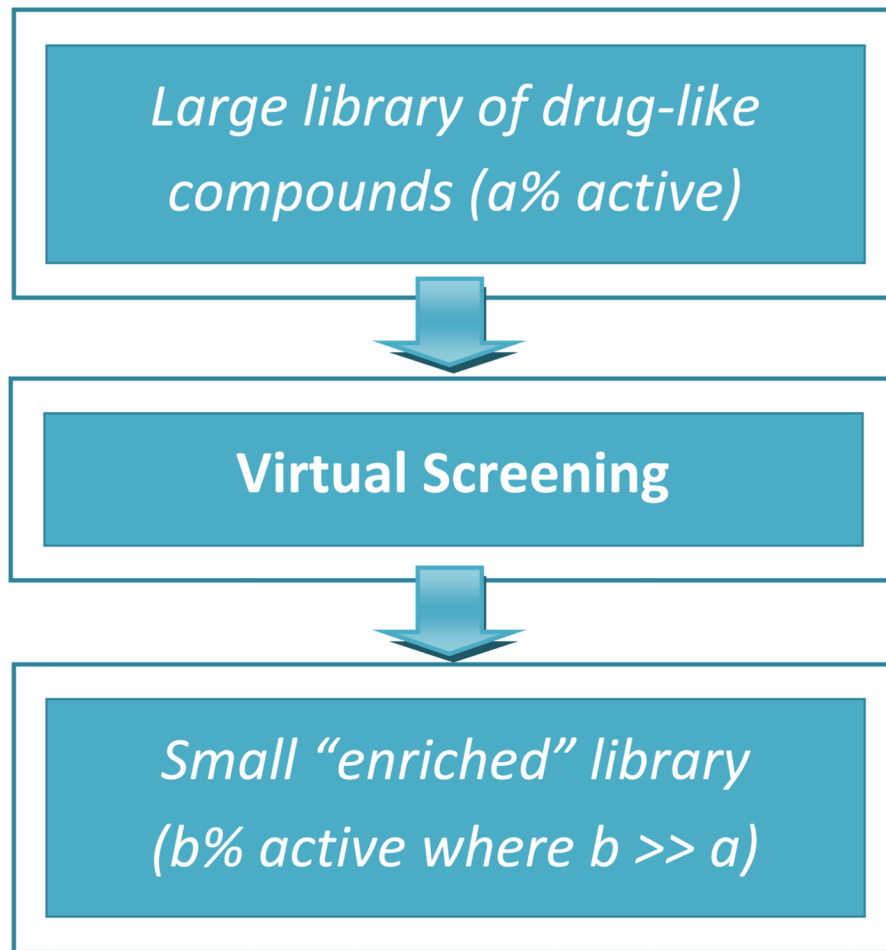 Large library of drug-like
compounds (a% active)
Virtual Screening
Small “enriched” library
(b% active where b >> a)